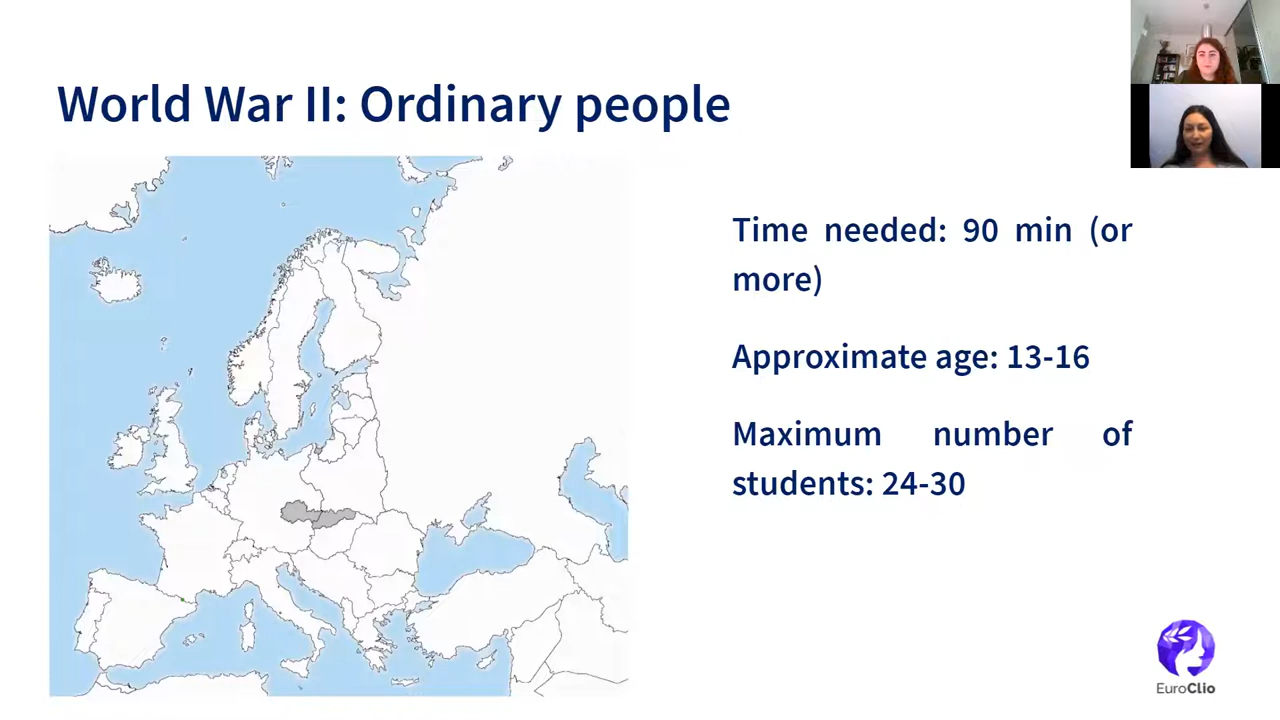 World War II: Ordinary people
Time needed: 90 min (or
more)
Approximate age: 13-16
Maximum number of
students: 24-30
EuroClio